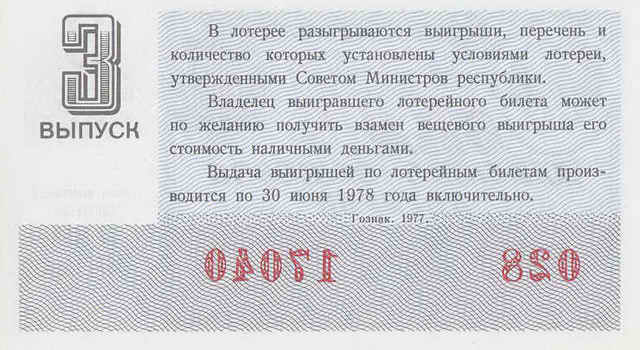 3
ВЫПУСК
В лотерее разыгрываются выигрыши, перечень и
количество которых установлены условиями лотереи,
утвержденными Советом Министров республики.
Владелец выигравшего лотерейного билета может
по желанию получить взамен вещевого выигрыша его
стоимость наличными деньгами.
Выдача выигрышей по лотерейным билетам произ-
водится по 30 июня 1978 года включительно.
Гознак. 1977.
028 17040